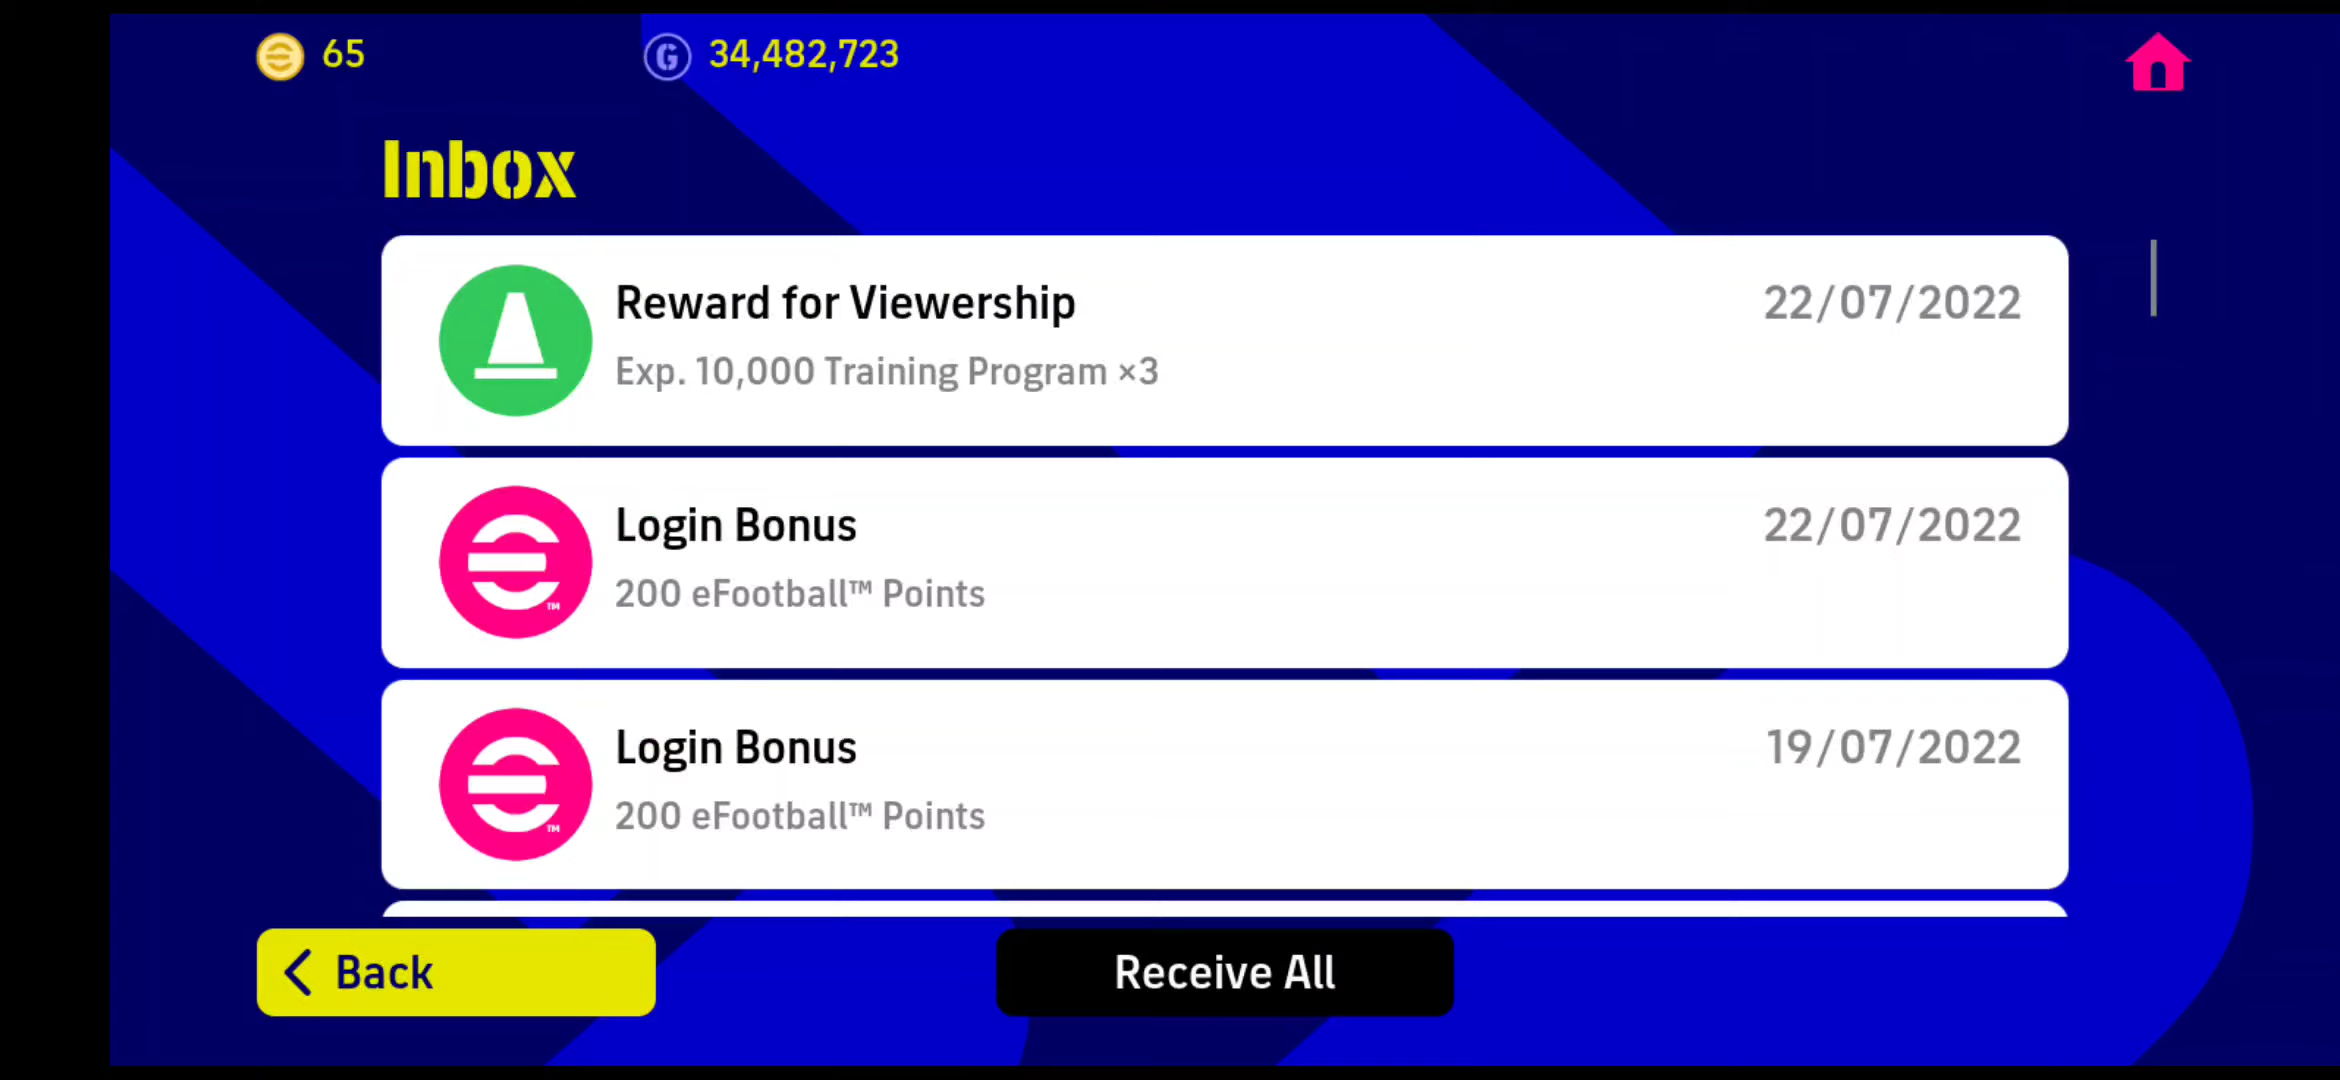 65
34,482,723
Inbox
Reward for Viewership
22/07/2022
Exp. 10,000 Training Program ×3
Login Bonus
22/07/2022
200 eFootball™ Points
Login Bonus
19/07/2022
200 eFootball™ Points
Back
Receive All